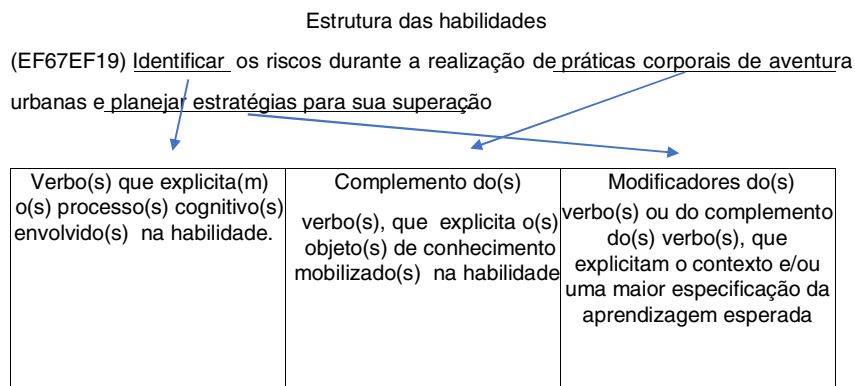 Estrutura das habilidades
(EF67EF19) Identificar os riscos durante a realização de práticas corporais de aventura
urbanas e planejar estratégias para sua superação
Verbo(s) que explicita(m)
o(s) processo(s) cognitivo(s)
envolvido(s) na habilidade.
Complemento do(s)
verbo(s), que explicita o(s)
objeto(s) de conhecimento
mobilizado(s) na habilidade
Modificadores do(s)
verbo(s) ou do complemento
do(s) verbo(s), que
explicitam o contexto e/ou
uma maior especificação da
aprendizagem esperada